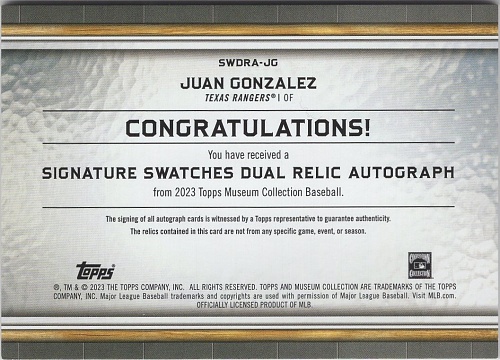 SWDRA-JG
JUAN GONZALEZ
TEXAS RANGERS® | OF
CONGRATULATIONS!
You have received a
SIGNATURE SWATCHES DUAL RELIC AUTOGRAPH
from 2023 Topps Museum Collection Baseball.
The signing of all autograph cards is witnessed by a Topps representative to guarantee authenticity.
The relics contained in this card are not from any specific game, event, or season.
Topps
COOPERSTOWN
COLLECTION
®, TM & © 2023 THE TOPPS COMPANY, INC. ALL RIGHTS RESERVED. TOPPS AND MUSEUM COLLECTION ARE TRADEMARKS OF THE TOPPS
COMPANY, INC. Major League Baseball trademarks and copyrights are used with permission of Major League Baseball. Visit MLB.com.
OFFICIALLY LICENSED PRODUCT OF MLB.